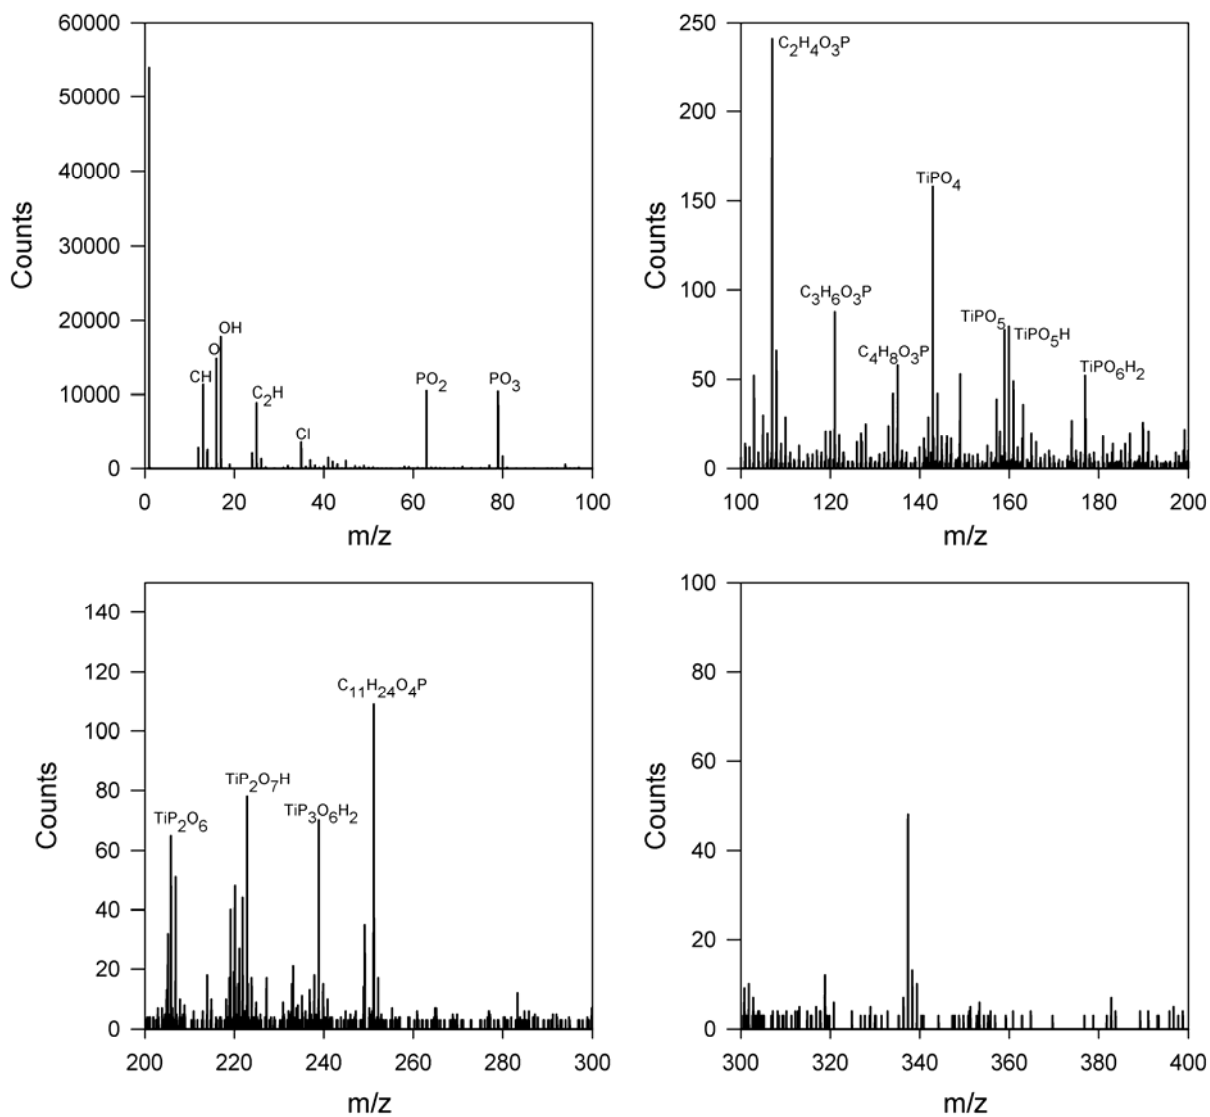 60000
50000
40000
30000
20000
10000
0
Counts
CH
O
OH
C2H
Cl
PO2
PO3
0 20 40 60 80 100
m/z
250
200
150
100
50
0
Counts
C2H4O3P
C3H6O3P
C4H8O3P
TiPO4
TiPO5
TiPO5H
TiPO6H2
100 120 140 160 180 200
m/z
140
120
100
80
60
40
20
0
Counts
TiP2O6
TiP2O7H
TiP3O6H2
C11H24O4P
200 220 240 260 280 300
m/z
100
80
60
40
20
0
Counts
300 320 340 360 380 400
m/z